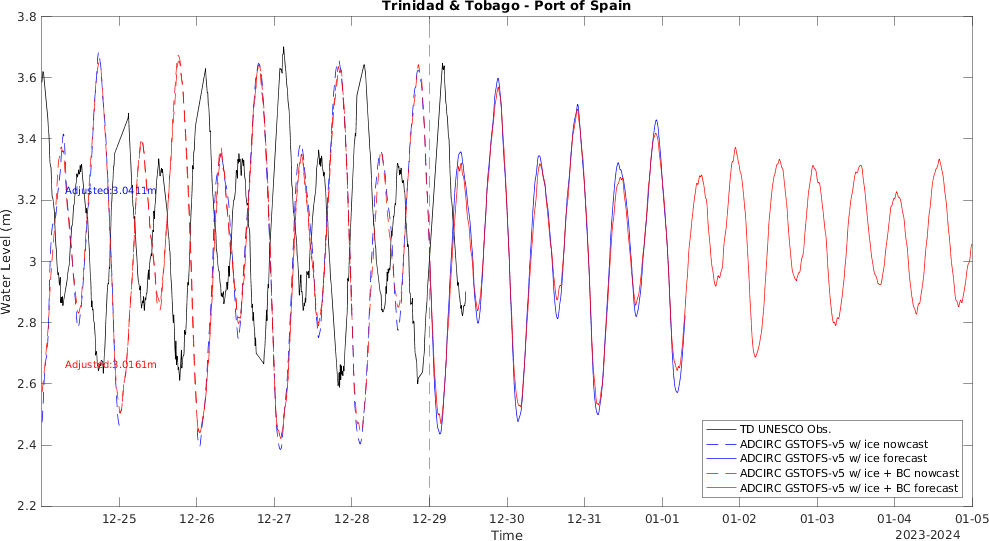 Trinidad & Tobago - Port of Spain
3.8
3.6
3.4
3.2
3
2.8
2.6
2.4
2.2
Water Level (m)
Adjusted:3.0411m
Adjusted:3.0161m
TD UNESCO Obs.
ADCIRC GSTOFS-v5 w/ ice nowcast
ADCIRC GSTOFS-v5 w/ ice forecast
ADCIRC GSTOFS-v5 w/ ice + BC nowcast
ADCIRC GSTOFS-v5 w/ ice + BC forecast
12-25 12-26 12-27 12-28 12-29 12-30 12-31 01-01 01-02 01-03 01-04 01-05
Time
2023-2024